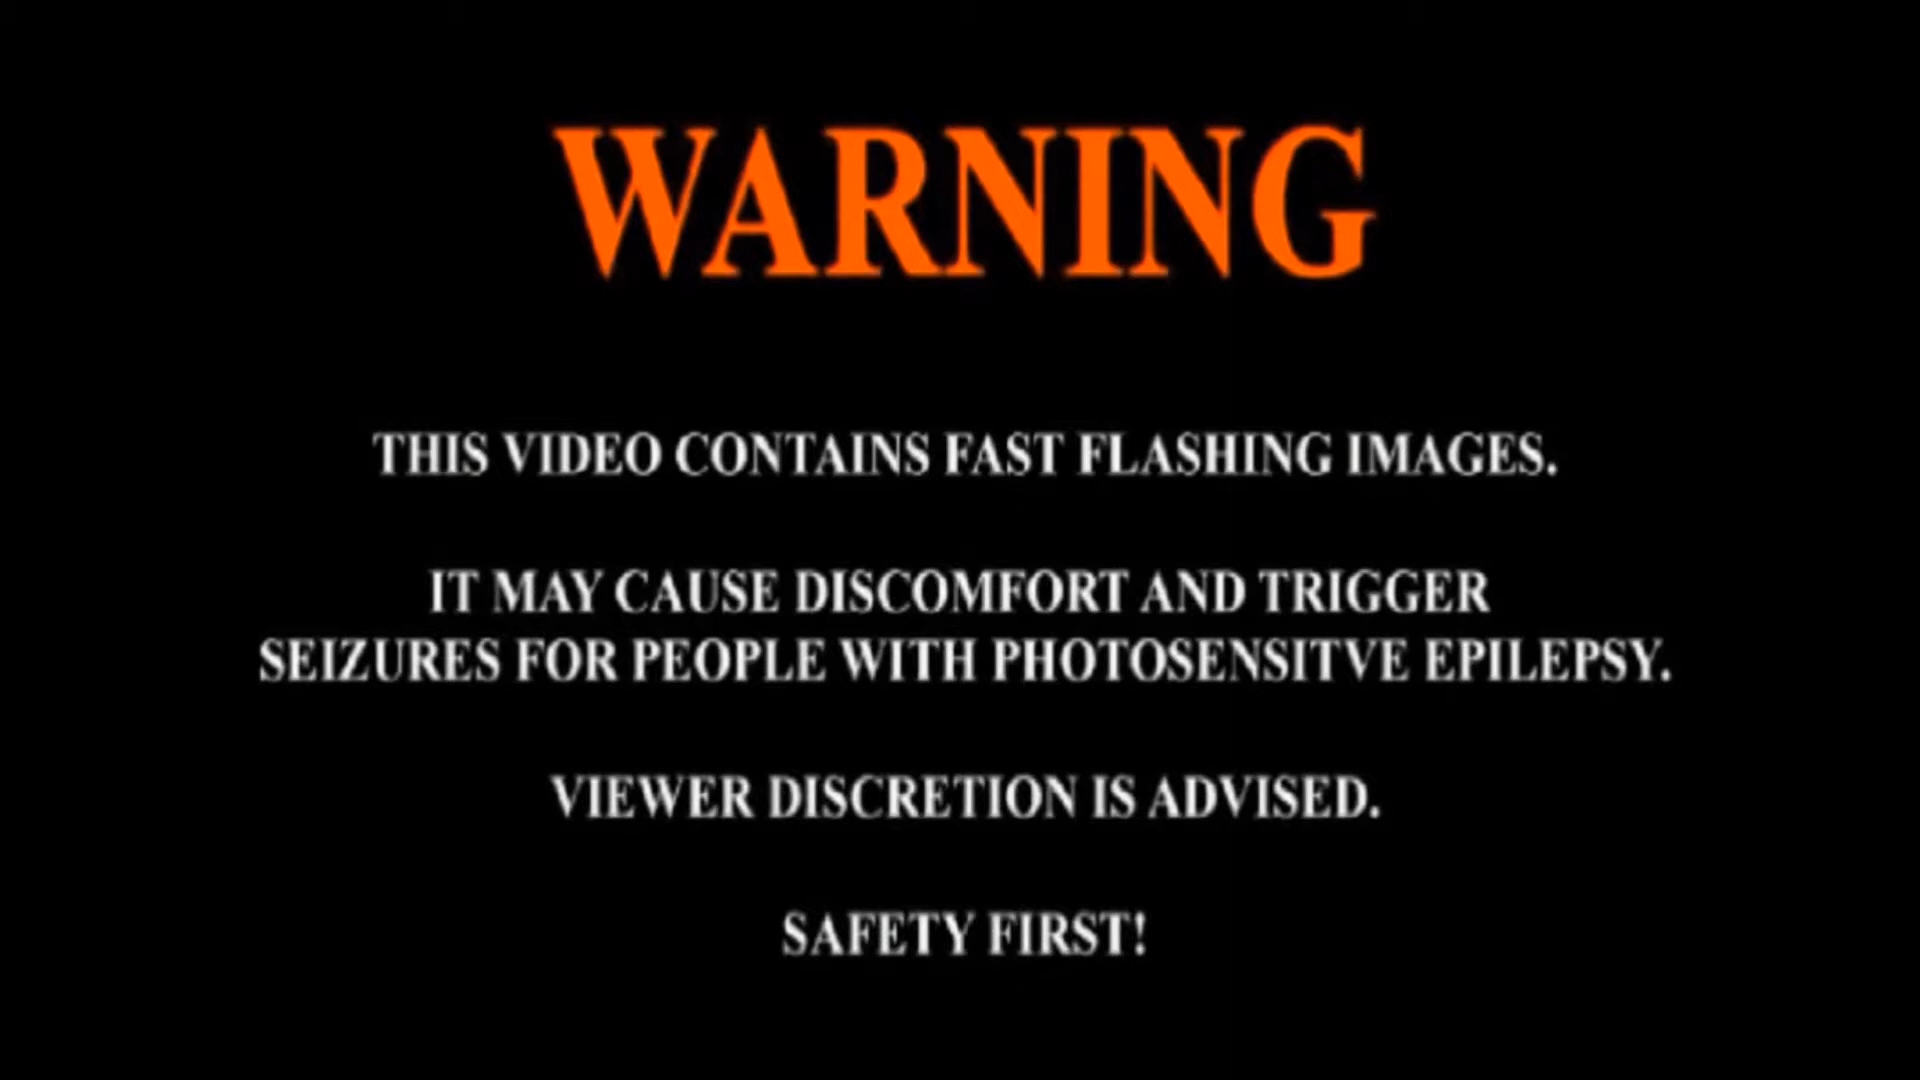 WARNING
THIS VIDEO CONTAINS FAST FLASHING IMAGES.
IT MAY CAUSE DISCOMFORT AND TRIGGER
SEIZURES FOR PEOPLE WITH PHOTOSENSITVE EPILEPSY.
VIEWER DISCRETION IS ADVISED.
SAFETY FIRST!